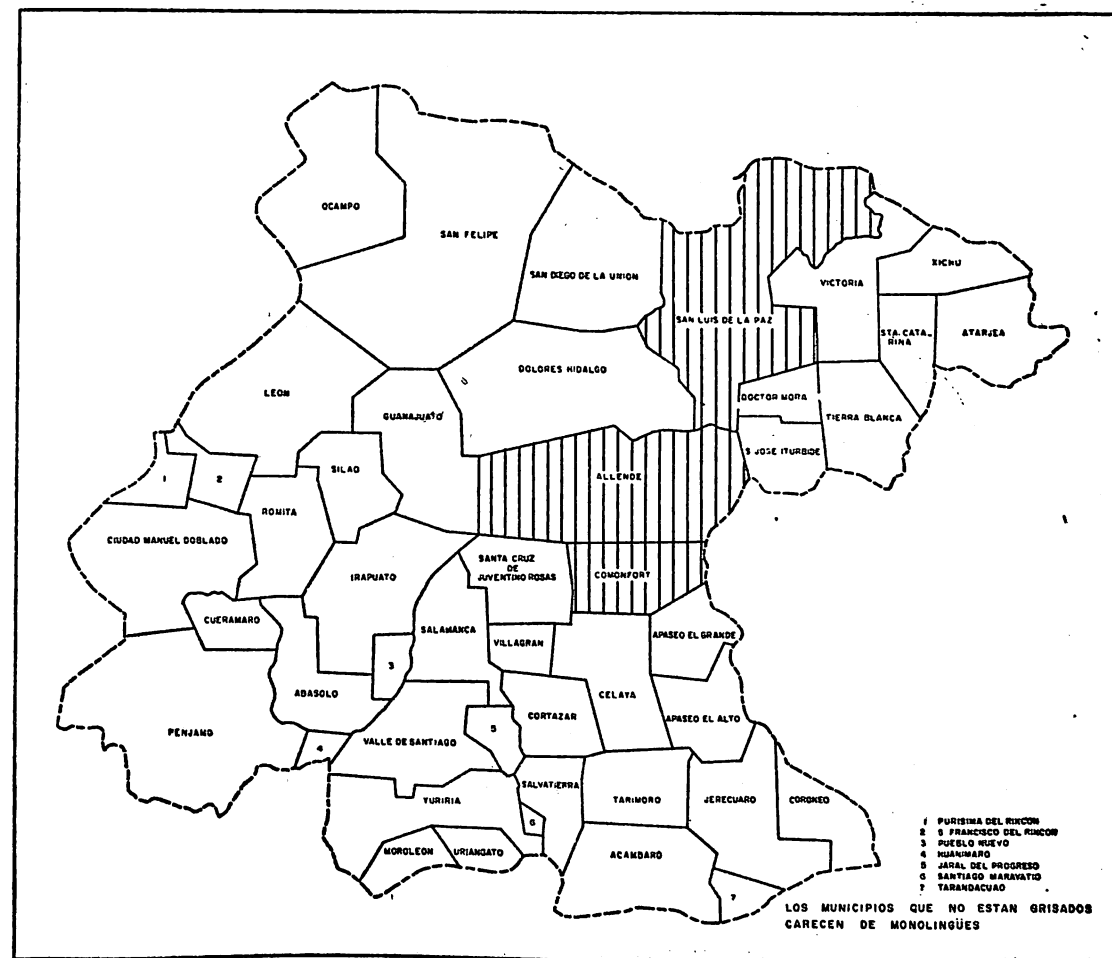 OCAMPO
SAN FELIPE
SAN DIEGO DE LA UNION
XICHU
VICTORIA
SAN LUIS DE LA PAZ
STA. CATA-
RINA
ATARJEA
DOLORES HIDALGO
LEON
GUANAJUATO
DOCTOR MORA
TIERRA BLANCA
S JOSE ITURBIDE
SILAO
ALLENDE
1
2
ROMITA
CIUDAD MANUEL DOBLADO
SANTA CRUZ
DE
JUVENTINO ROSAS
IRAPUATO
COMONFORT
CUERAMARO
SALAMANCA
VILLAGRAN
APASEO EL GRANDE
3
ABASOLO
CELAYA
CORTAZAR
APASEO EL ALTO
PENJAMO
5
VALLE DE SANTIAGO
4
SALVATIERRA
YURIRIA
TARIMORO
JERECUARO
CORONEO
6
MOROLEON
URIANGATO
ACAMBARO
7
1 PURISIMA DEL RINCON
2 S FRANCISCO DEL RINCON
3 PUEBLO NUEVO
4 HUANIMARO
5 JARAL DEL PROGRESO
6 SANTIAGO MARAVATIO
7 TARANDACUAO
LOS MUNICIPIOS QUE NO ESTAN GRISADOS
CARECEN DE MONOLINGÜES